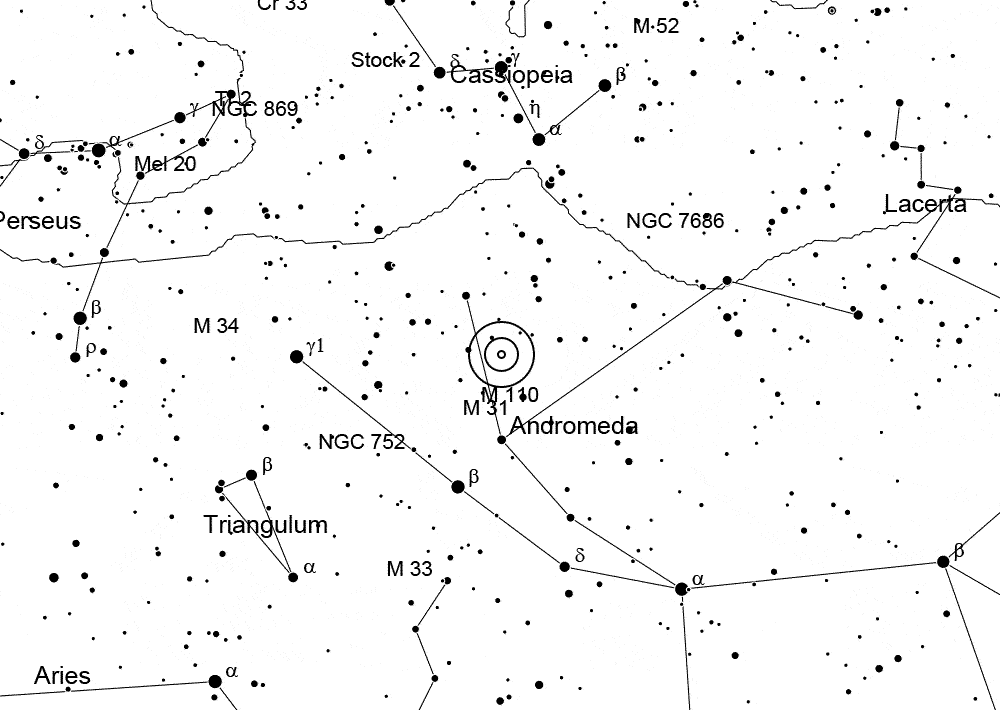 Cr 33
M 52
Stock 2
δ
Cassiopeia
γ
β
Tr 2
NGC 869
γ
η
α
δ
α
Mel 20
Perseus
Lacerta
NGC 7686
β
M 34
ρ
γ1
M 110
M 31
Andromeda
NGC 752
β
β
Triangulum
α
M 33
δ
α
β
Aries
α